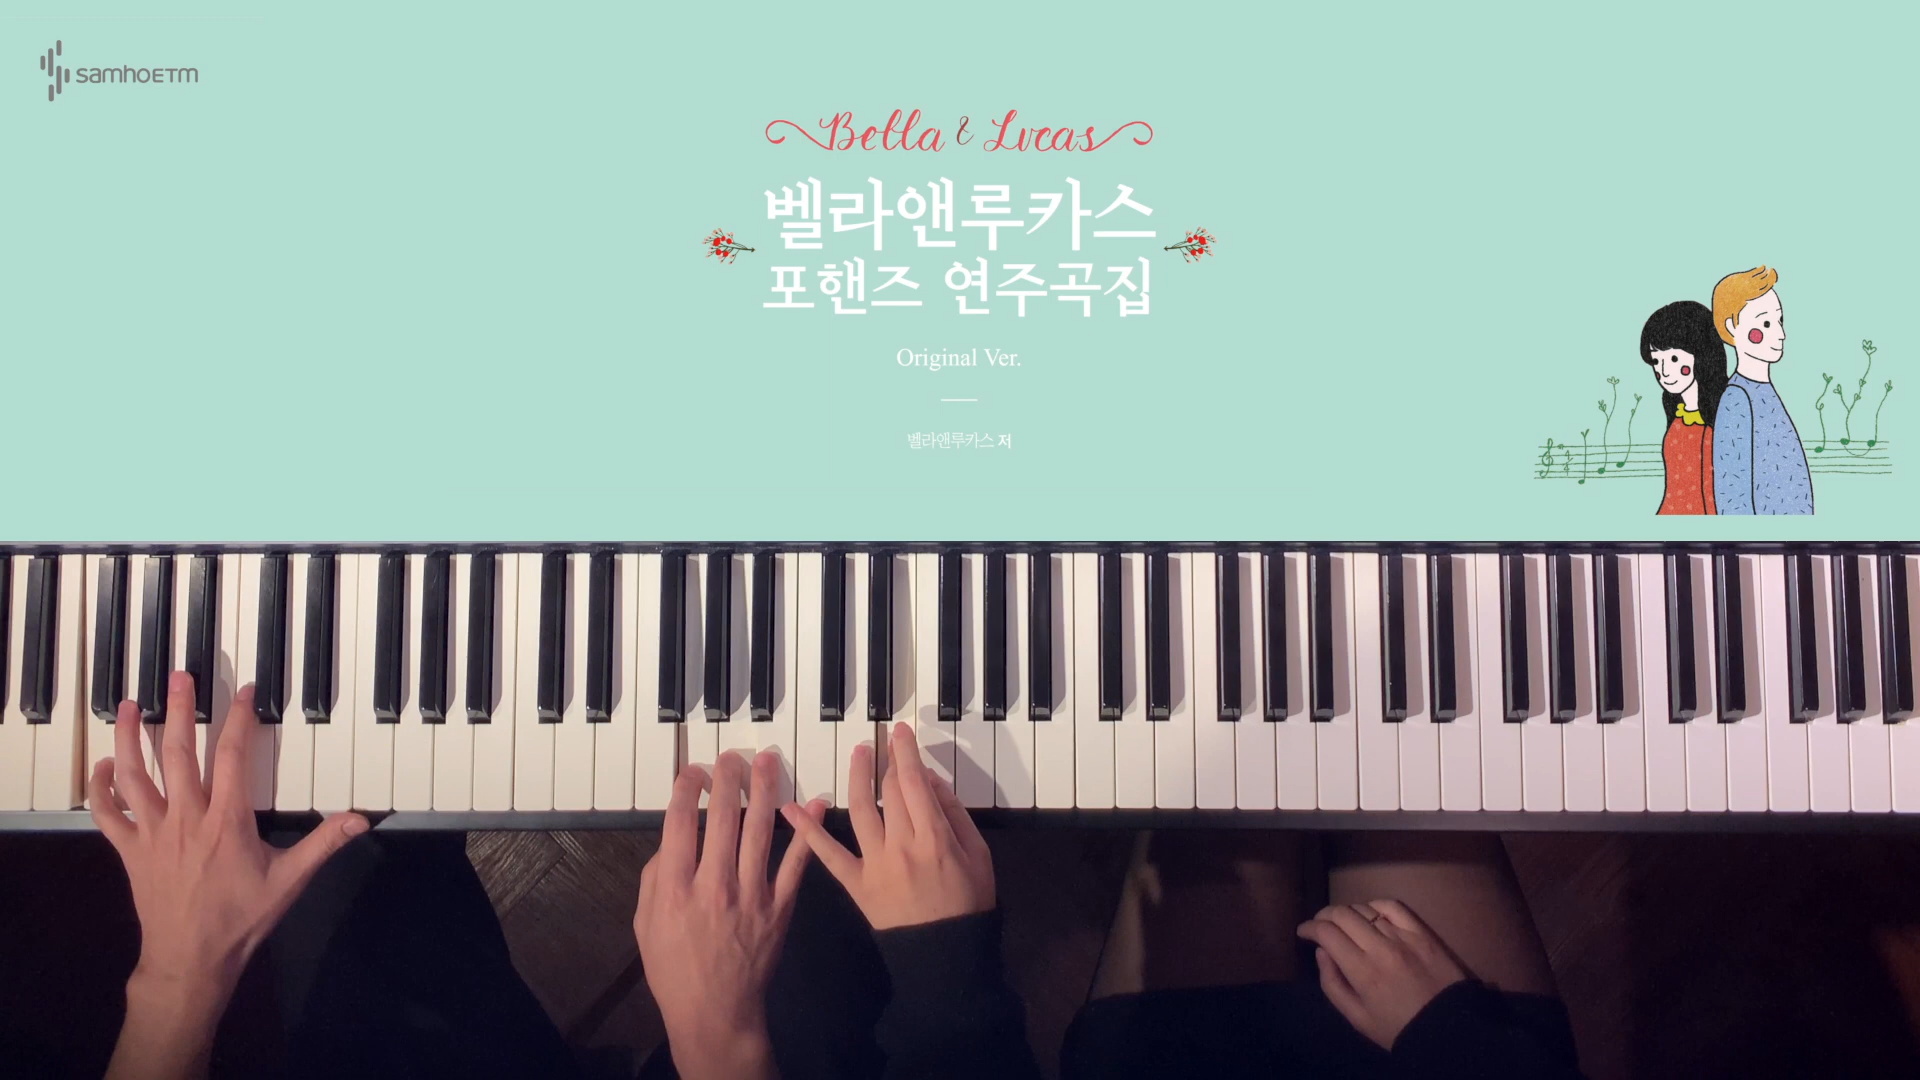 samhoETM
Bella & Lucas
벨라앤루카스
포핸즈 연주곡집
Original Ver.
벨라앤루카스 저